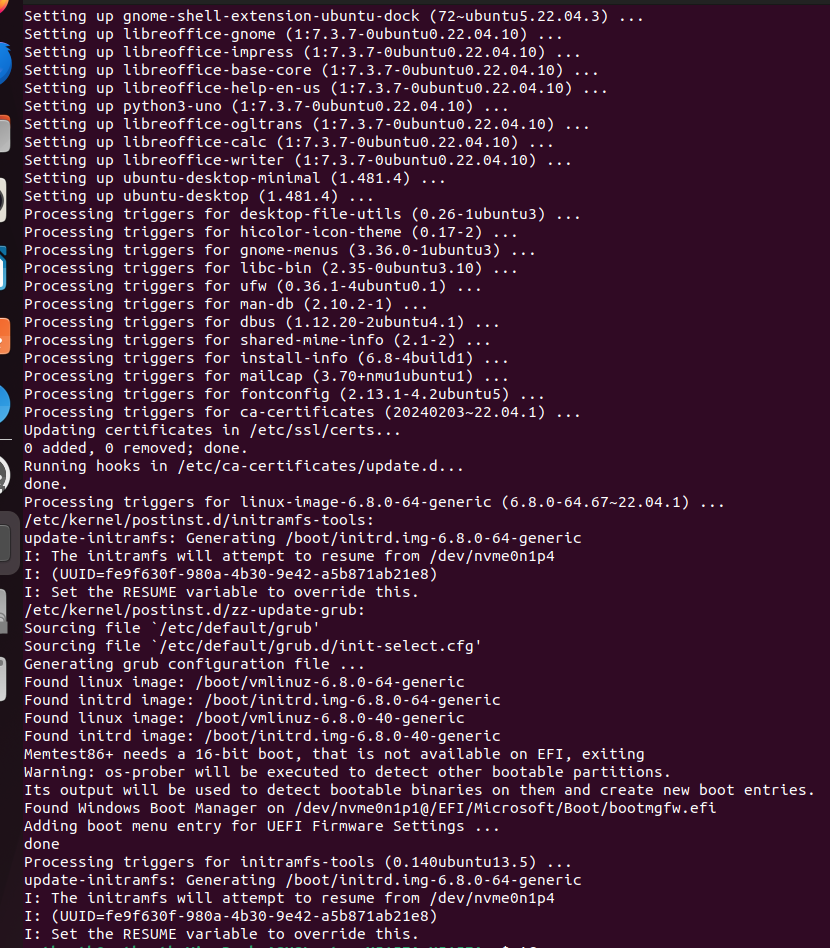 Setting up gnome-shell-extension-ubuntu-dock (72~ubuntu5.22.04.3) ...
Setting up libreoffice-gnome (1:7.3.7-0ubuntu0.22.04.10) ...
Setting up libreoffice-impress (1:7.3.7-0ubuntu0.22.04.10) ...
Setting up libreoffice-base-core (1:7.3.7-0ubuntu0.22.04.10) ...
Setting up libreoffice-help-en-us (1:7.3.7-0ubuntu0.22.04.10) ...
Setting up python3-uno (1:7.3.7-0ubuntu0.22.04.10) ...
Setting up libreoffice-ogltrans (1:7.3.7-0ubuntu0.22.04.10) ...
Setting up libreoffice-calc (1:7.3.7-0ubuntu0.22.04.10) ...
Setting up libreoffice-writer (1:7.3.7-0ubuntu0.22.04.10) ...
Setting up ubuntu-desktop-minimal (1.481.4) ...
Setting up ubuntu-desktop (1.481.4) ...
Processing triggers for desktop-file-utils (0.26-1ubuntu3) ...
Processing triggers for hicolor-icon-theme (0.17-2) ...
Processing triggers for gnome-menus (3.36.0-1ubuntu3) ...
Processing triggers for libc-bin (2.35-0ubuntu3.10) ...
Processing triggers for ufw (0.36.1-4ubuntu0.1) ...
Processing triggers for man-db (2.10.2-1) ...
Processing triggers for dbus (1.12.20-2ubuntu4.1) ...
Processing triggers for shared-mime-info (2.1-2) ...
Processing triggers for install-info (6.8-4build1) ...
Processing triggers for mailcap (3.70+nmu1ubuntu1) ...
Processing triggers for fontconfig (2.13.1-4.2ubuntu5) ...
Processing triggers for ca-certificates (20240203~22.04.1) ...
Updating certificates in /etc/ssl/certs...
0 added, 0 removed; done.
Running hooks in /etc/ca-certificates/update.d...
done.
Processing triggers for linux-image-6.8.0-64-generic (6.8.0-64.67~22.04.1) ...
/etc/kernel/postinst.d/initramfs-tools:
update-initramfs: Generating /boot/initrd.img-6.8.0-64-generic
I: The initramfs will attempt to resume from /dev/nvme0n1p4
I: (UUID=fe9f630f-980a-4b30-9e42-a5b871ab21e8)
I: Set the RESUME variable to override this.
/etc/kernel/postinst.d/zz-update-grub:
Sourcing file `/etc/default/grub'
Sourcing file `/etc/default/grub.d/init-select.cfg'
Generating grub configuration file ...
Found linux image: /boot/vmlinuz-6.8.0-64-generic
Found initrd image: /boot/initrd.img-6.8.0-64-generic
Found linux image: /boot/vmlinuz-6.8.0-40-generic
Found initrd image: /boot/initrd.img-6.8.0-40-generic
Memtest86+ needs a 16-bit boot, that is not available on EFI, exiting
Warning: os-prober will be executed to detect other bootable partitions.
Its output will be used to detect bootable binaries on them and create new boot entries.
Found Windows Boot Manager on /dev/nvme0n1p1@/EFI/Microsoft/Boot/bootmgfw.efi
Adding boot menu entry for UEFI Firmware Settings ...
done
Processing triggers for initramfs-tools (0.140ubuntu13.5) ...
update-initramfs: Generating /boot/initrd.img-6.8.0-64-generic
I: The initramfs will attempt to resume from /dev/nvme0n1p4
I: (UUID=fe9f630f-980a-4b30-9e42-a5b871ab21e8)
I: Set the RESUME variable to override this.